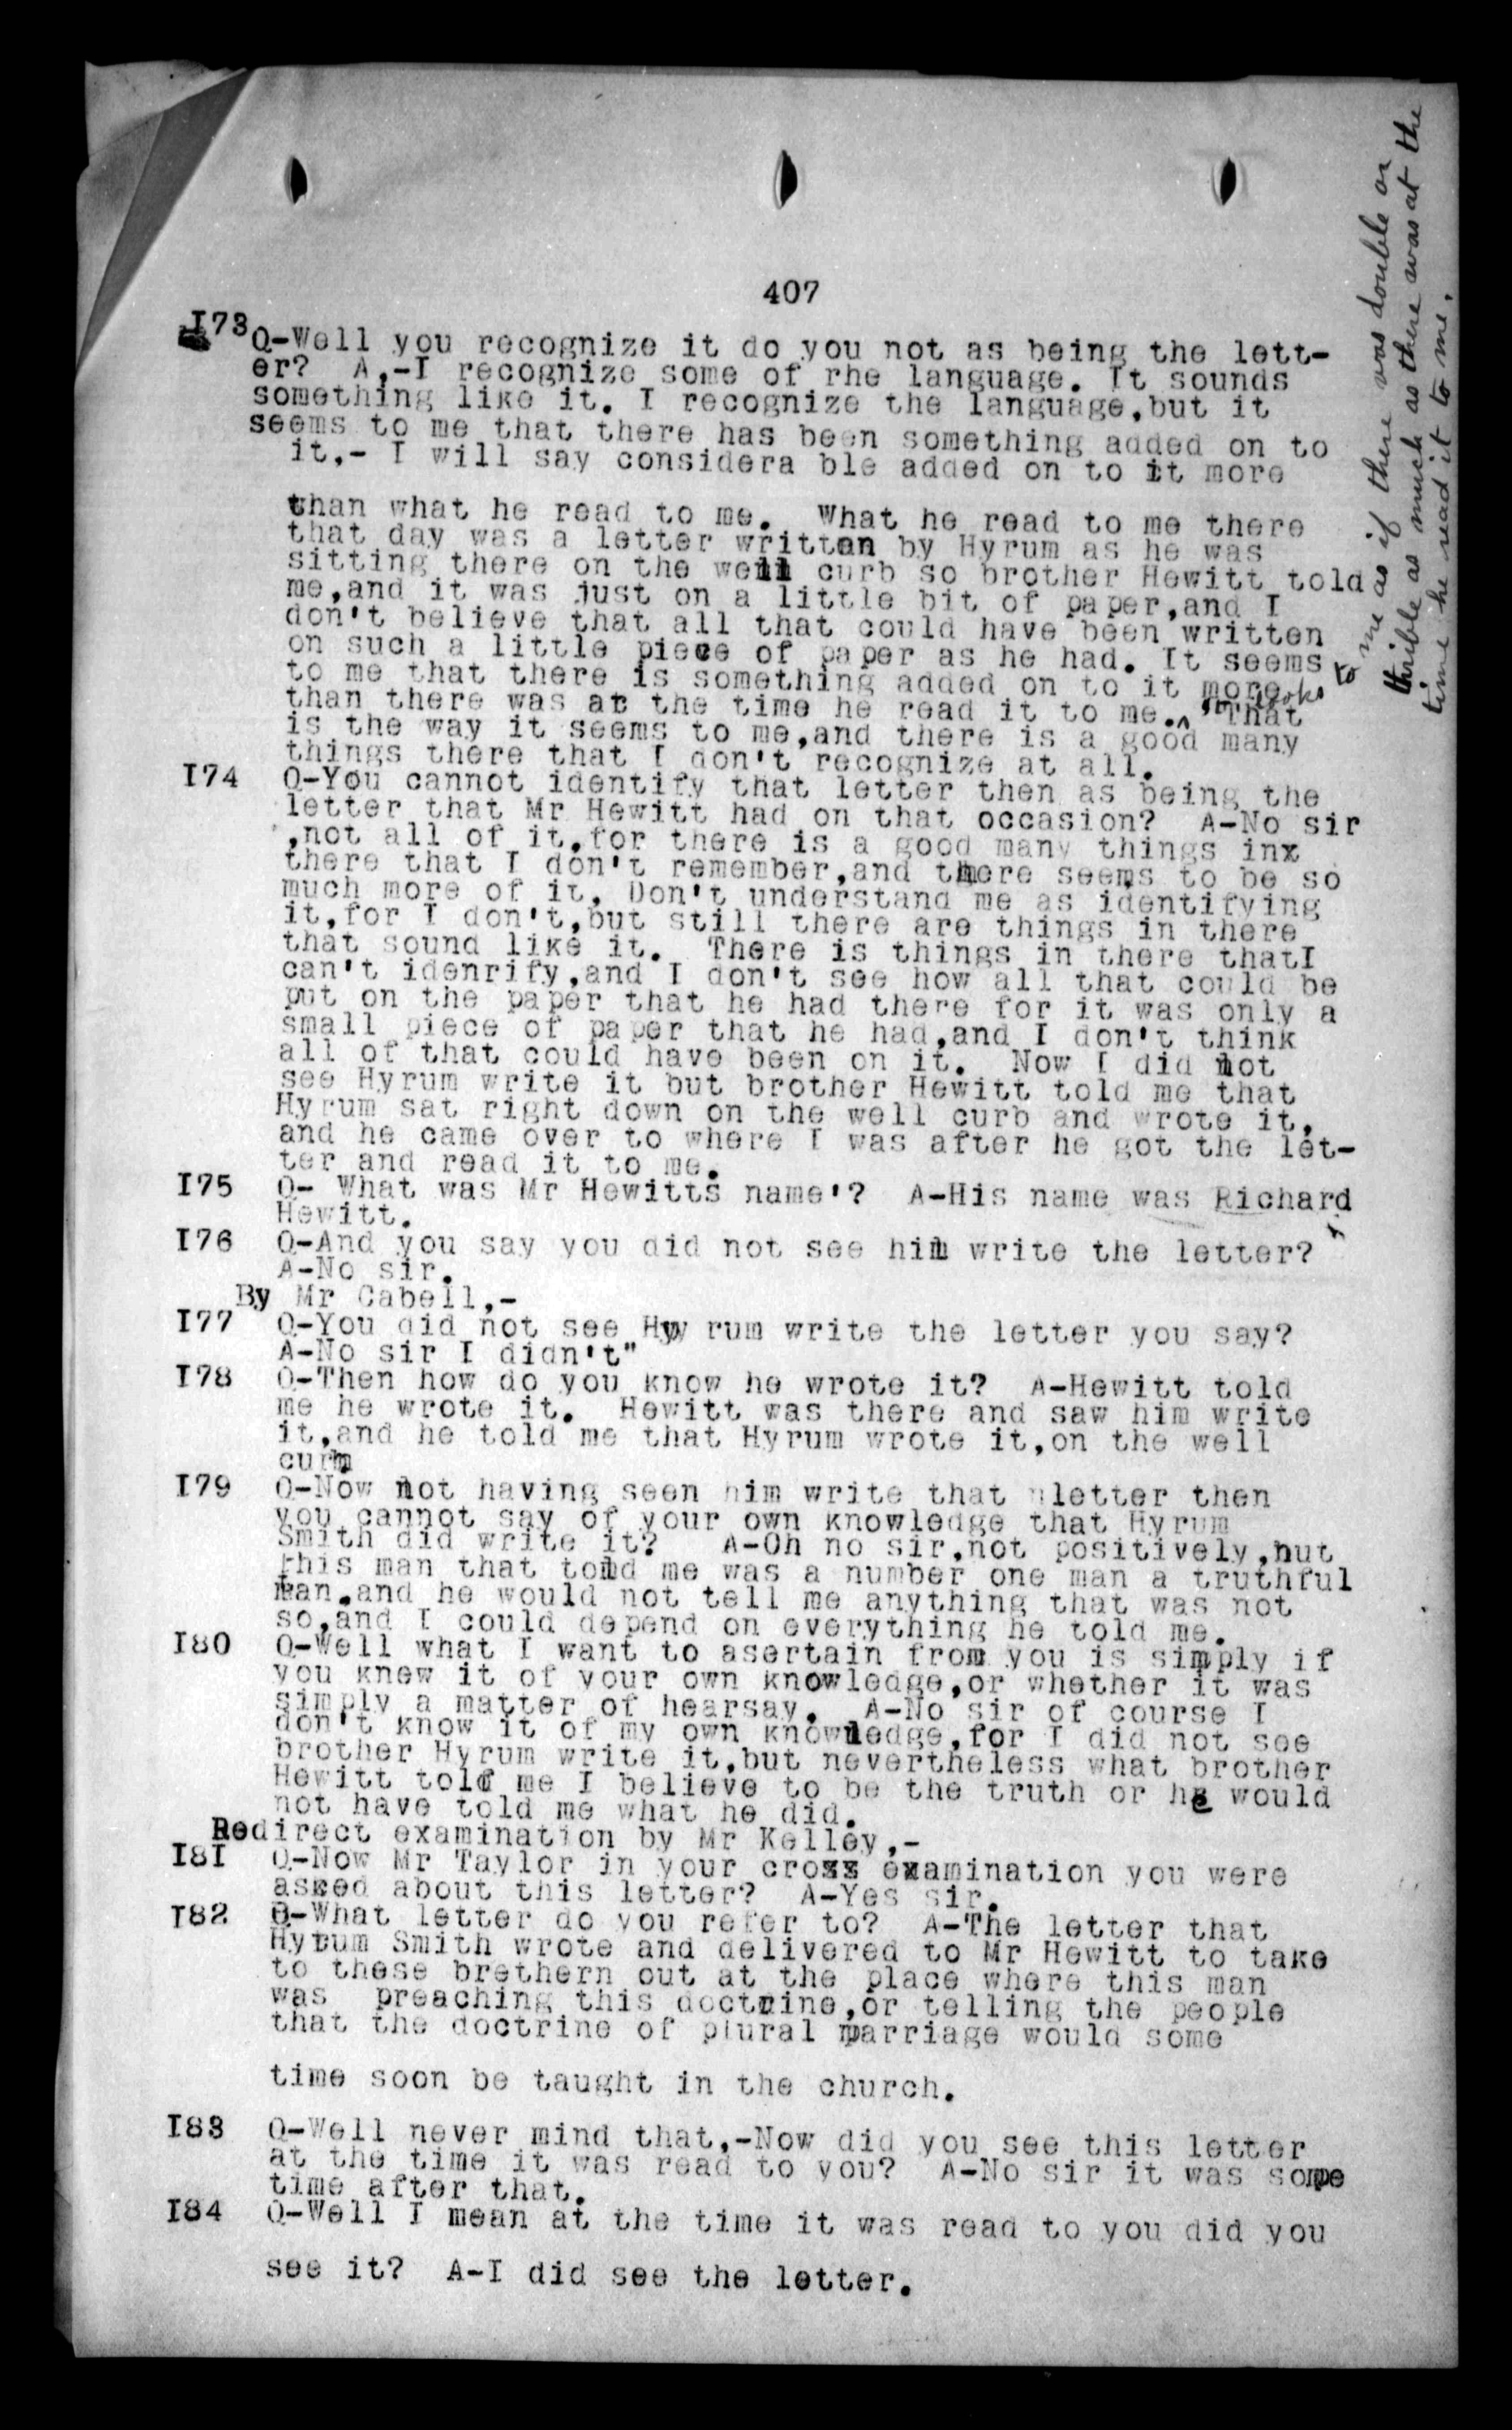 407
I73 Q-Well you recognize it do you not as being the lett-
er? A,-I recognize some of rhe language. It sounds
something like it. I recognize the language,but it
seems to me that there has been something added on to
it,- I will say considera ble added on to it more
than what he read to me. What he read to me there
that day was a letter written by Hyrum as he was
sitting there on the well curb so brother Hewitt told
me,and it was just on a little bit of paper,and I
don't believe that all that could have been written
on such a little piece of paper as he had. It seems
to me that there is something added on to it more
than there was at the time he read it to me. ^ "That
is the way it seems to me,and there is a good many
things there that I don't recognize at all.
It looks to me as if there was double or
thrible as much as there was at the
time he read it to me.
I74 Q-You cannot identify that letter then as being the
letter that Mr Hewitt had on that occasion? A-No sir
,not all of it,for there is a good many things inx
there that I don't remember,and there seems to be so
much more of it. Don't understand me as identifying
it,for I don't,but still there are things in there
that sound like it. There is things in there thatI
can't idenrify,and I don't see how all that could be
put on the paper that he had there for it was only a
small piece of paper that he had,and I don't think
all of that could have been on it. Now I did not
see Hyrum write it but brother Hewitt told me that
Hyrum sat right down on the well curb and wrote it,
and he came over to where I was after he got the let-
ter and read it to me.
I75 Q- What was Mr Hewitts name'? A-His name was Richard
Hewitt.
I76 Q-And you say you did not see him write the letter?
A-No sir.
By Mr Cabell,-
I77 Q-You did not see Hyy rum write the letter you say?
A-No sir I didn't"
I78 Q-Then how do you know he wrote it? A-Hewitt told
me he wrote it. Hewitt was there and saw him write
it,and he told me that Hyrum wrote it,on the well
curb
I79 Q-Now not having seen him write that letter then
you cannot say of your own knowledge that Hyrum
Smith did write it? A-Oh no sir,not positively,but
this man that told me was a number one man a truthful
man,and he would not tell me anything that was not
so,and I could depend on everything he told me.
I80 Q-Well what I want to asertain from you is simply if
you knew it of your own knowledge,or whether it was
simply a matter of hearsay. A-No sir of course I
don't know it of my own knowledge,for I did not see
brother Hyrum write it,but nevertheless what brother
Hewitt told me I believe to be the truth or he would
not have told me what he did.
Redirect examination by Mr Kelley,-
I8I Q-Now Mr Taylor in your cross examination you were
asked about this letter? A-Yes sir.
I82 Q-What letter do you refer to? A-The letter that
Hyrum Smith wrote and delivered to Mr Hewitt to take
to these brethern out at the place where this man
was preaching this doctrine,or telling the people
that the doctrine of plural marriage would some
time soon be taught in the church.
I83 Q-Well never mind that,-Now did you see this letter
at the time it was read to you? A-No sir it was some
time after that.
I84 Q-Well I mean at the time it was read to you did you
see it? A-I did see the letter.